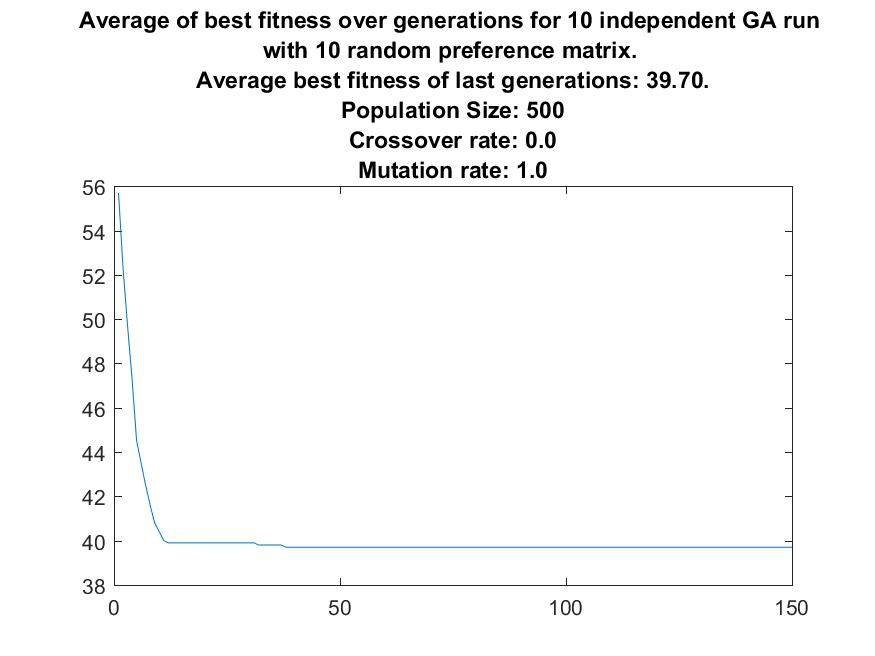 Average of best fitness over generations for 10 independent GA run
with 10 random preference matrix.
Average best fitness of last generations: 39.70.
Population Size: 500
Crossover rate: 0.0
Mutation rate: 1.0
56
54
52
50
48
46
44
42
40
38
0
50
100
150